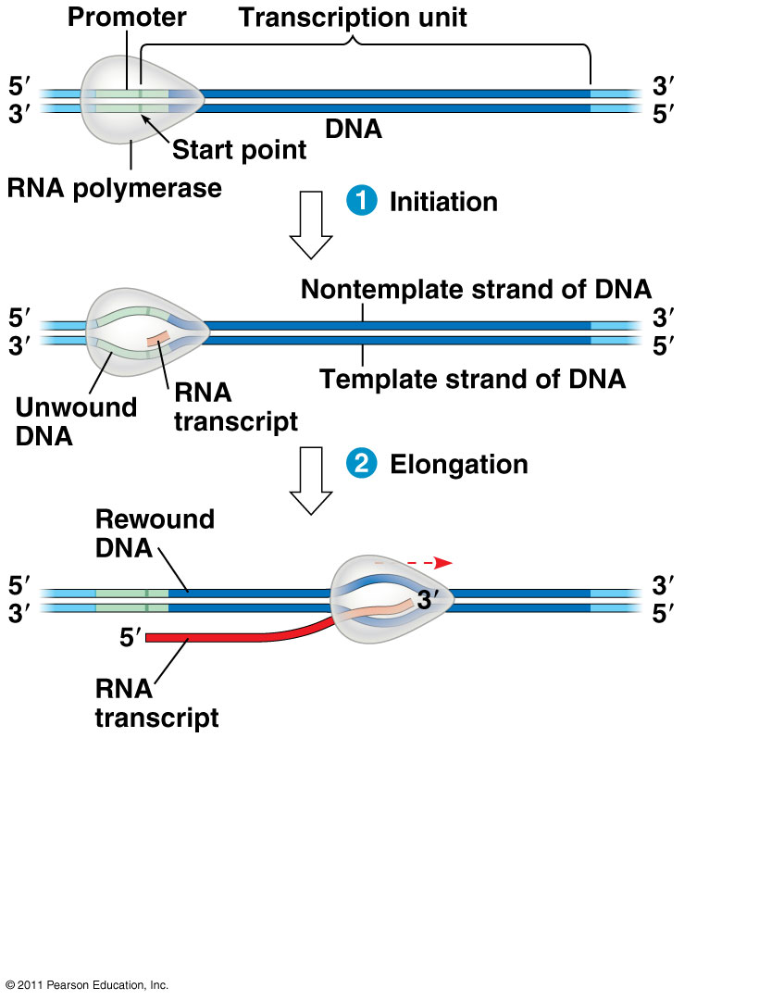 Promoter
Transcription unit
5′
3′
3′
5′
DNA
Start point
RNA polymerase
1 Initiation
Nontemplate strand of DNA
5′
3′
3′
5′
Template strand of DNA
RNA
transcript
Unwound
DNA
2 Elongation
Rewound
DNA
5′
3′
3′
3′
5′
5′
RNA
transcript
© 2011 Pearson Education, Inc.